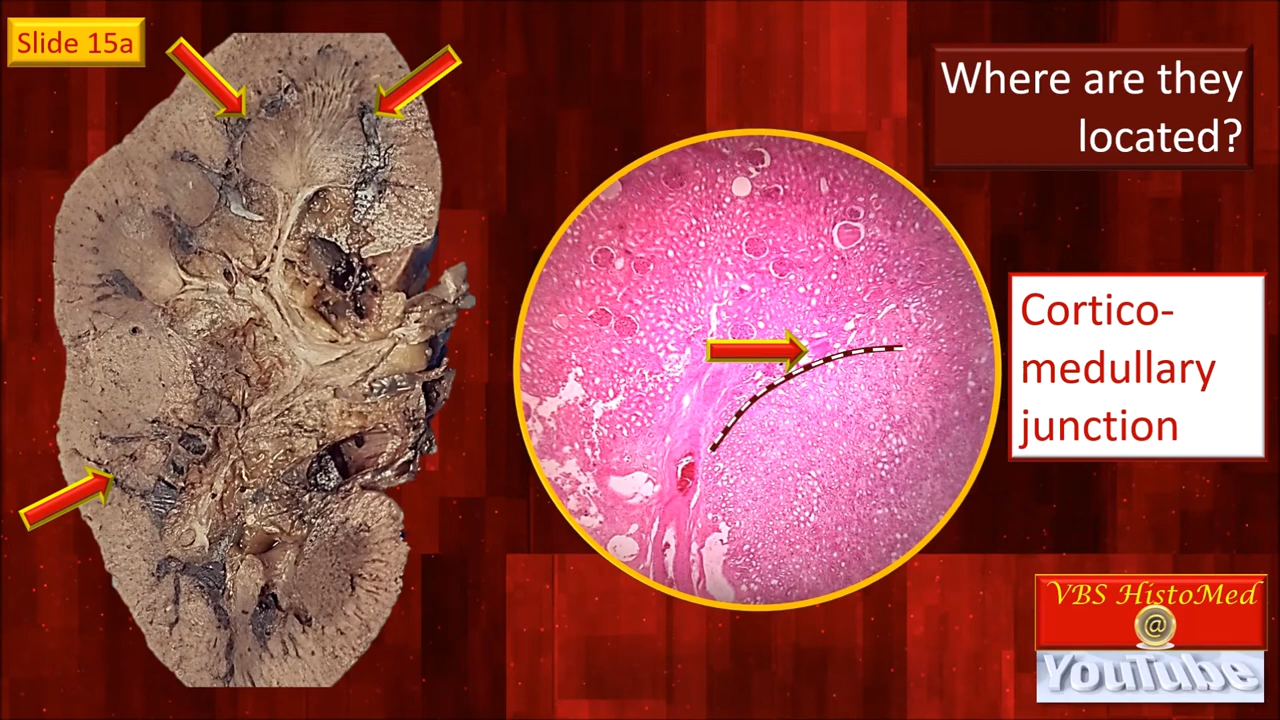 Slide 15a
Where are they
located?
Cortico-
medullary
junction
VBS HistoMed
@
YouTube